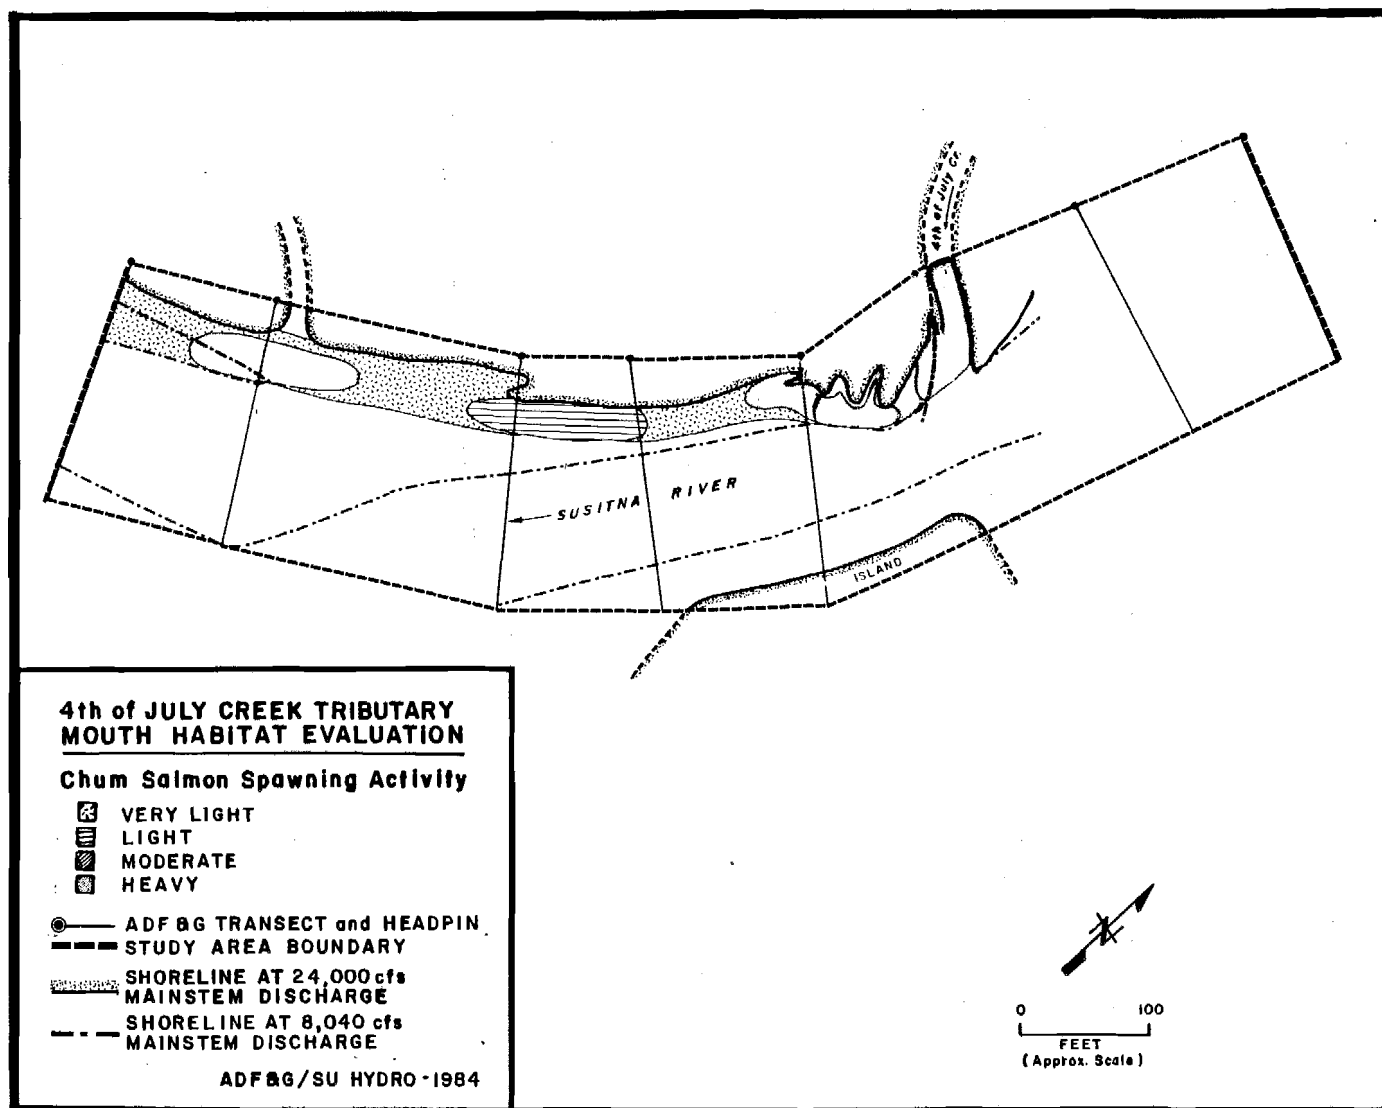 4th of July Cr.
SUSITNA RIVER
ISLAND
4th of JULY CREEK TRIBUTARY
MOUTH HABITAT EVALUATION
Chum Salmon Spawning Activity
VERY LIGHT
LIGHT
MODERATE
HEAVY
ADF&G TRANSECT and HEADPIN
STUDY AREA BOUNDARY
SHORELINE AT 24,000 cfs
MAINSTEM DISCHARGE
SHORELINE AT 8,040 cfs
MAINSTEM DISCHARGE
ADF&G/SU HYDRO-1984
0 100
FEET
(Approx. Scale)